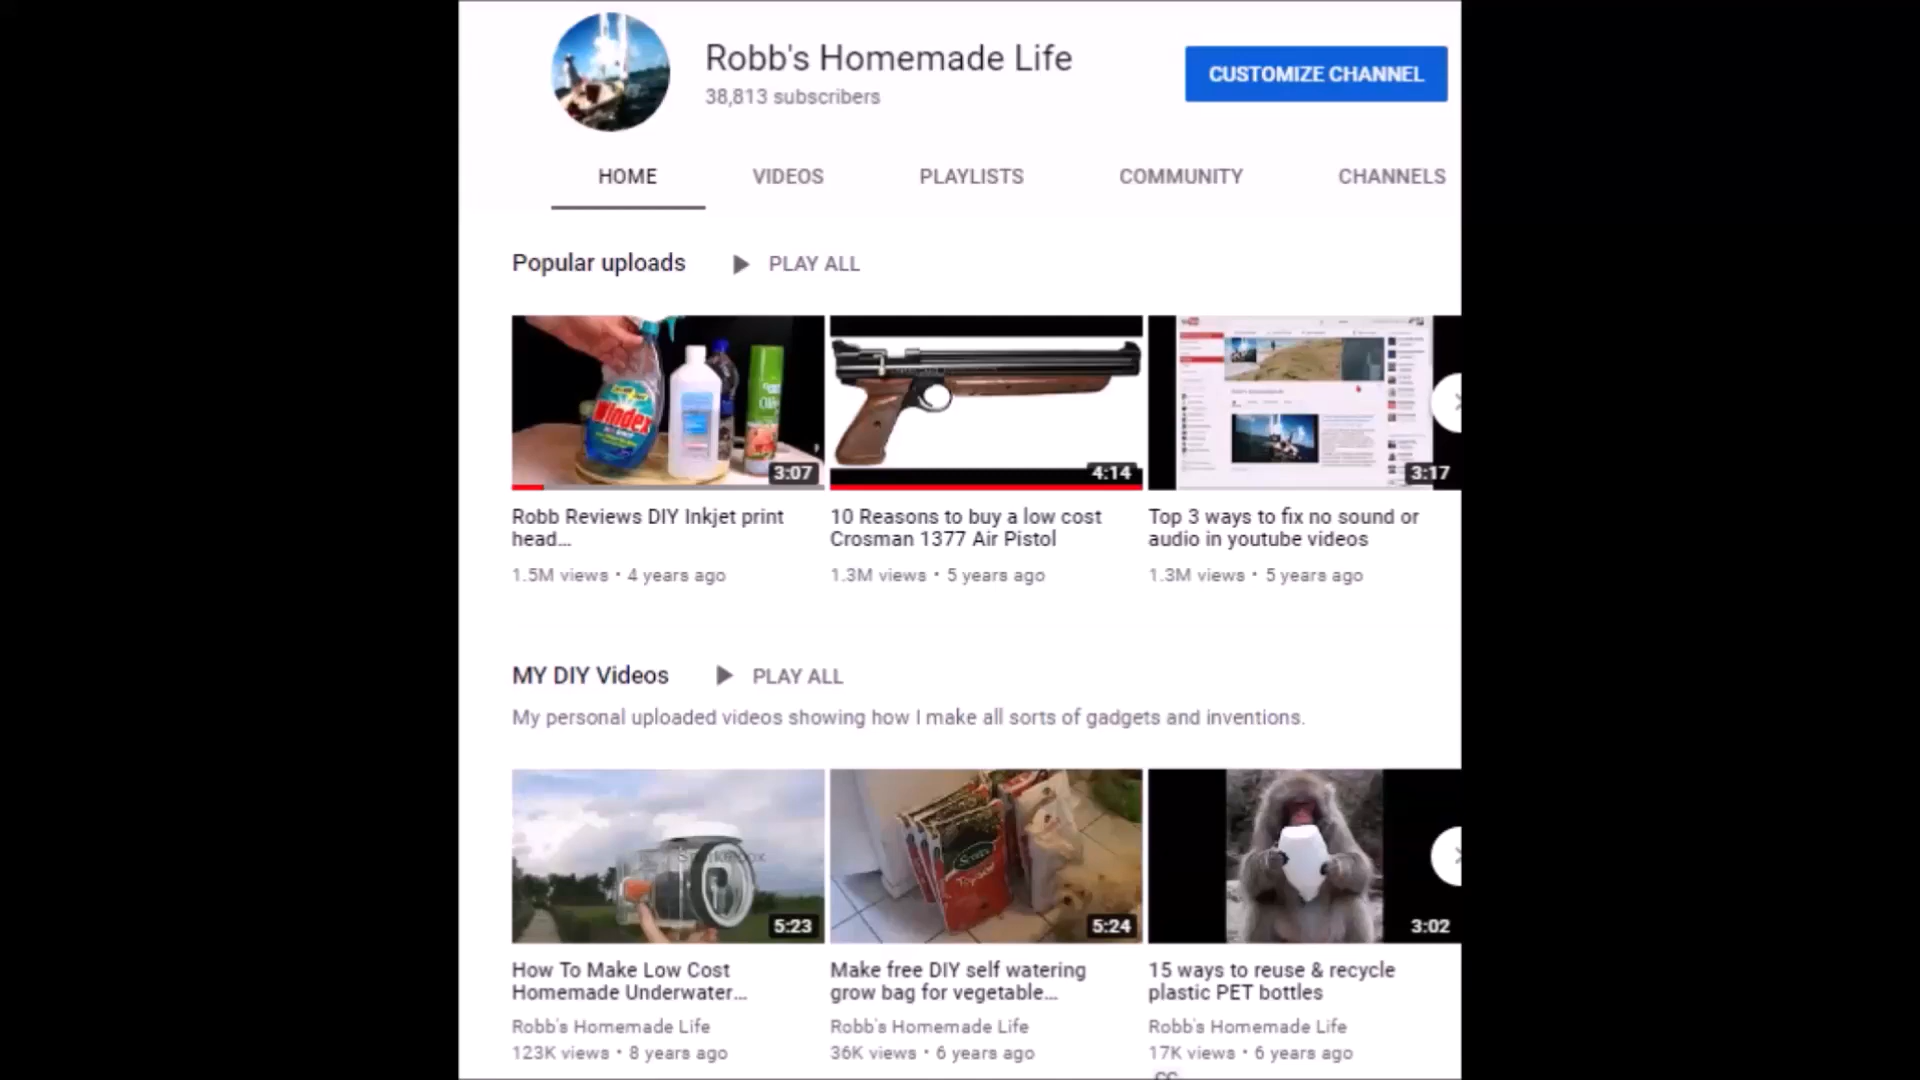 Robb's Homemade Life
38,813 subscribers
CUSTOMIZE CHANNEL
HOME VIDEOS PLAYLISTS COMMUNITY CHANNELS
Popular uploads PLAY ALL
Windex
3:07
4:14
3:17
Robb Reviews DIY Inkjet print
head...
1.5M views • 4 years ago
10 Reasons to buy a low cost
Crosman 1377 Air Pistol
1.3M views • 5 years ago
Top 3 ways to fix no sound or
audio in youtube videos
1.3M views • 5 years ago
MY DIY Videos PLAY ALL
My personal uploaded videos showing how I make all sorts of gadgets and inventions.
5:23
5:24
3:02
How To Make Low Cost
Homemade Underwater...
Robb's Homemade Life
123K views • 8 years ago
Make free DIY self watering
grow bag for vegetable...
Robb's Homemade Life
36K views • 6 years ago
15 ways to reuse & recycle
plastic PET bottles
Robb's Homemade Life
17K views • 6 years ago